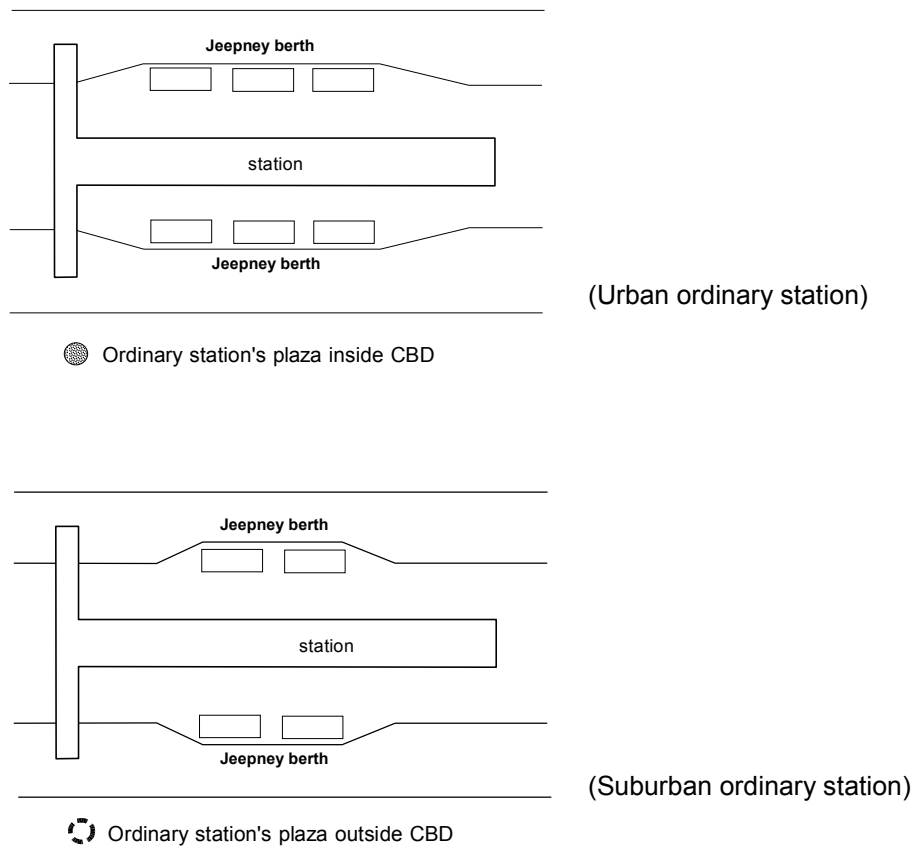 Jeepney berth
station
Jeepney berth
(Urban ordinary station)
Ordinary station's plaza inside CBD
Jeepney berth
station
Jeepney berth
(Suburban ordinary station)
Ordinary station's plaza outside CBD